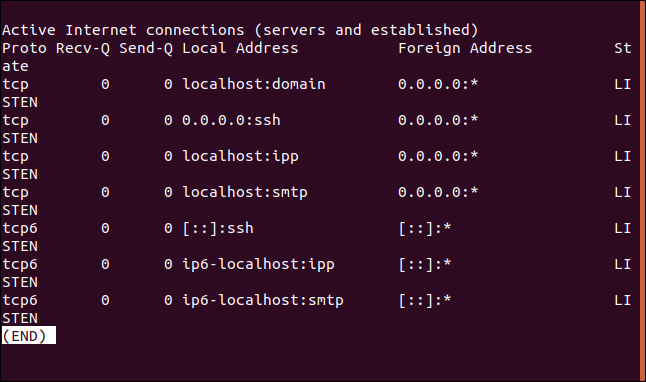 Active Internet connections (servers and established)
Proto Recv-Q Send-Q Local Address           Foreign Address         St
ate
tcp        0      0 localhost:domain        0.0.0.0:*               LI
STEN
tcp        0      0 0.0.0.0:ssh             0.0.0.0:*               LI
STEN
tcp        0      0 localhost:ipp           0.0.0.0:*               LI
STEN
tcp        0      0 localhost:smtp          0.0.0.0:*               LI
STEN
tcp6       0      0 [::]:ssh                [::]:*                  LI
STEN
tcp6       0      0 ip6-localhost:ipp       [::]:*                  LI
STEN
tcp6       0      0 ip6-localhost:smtp      [::]:*                  LI
STEN
(END)